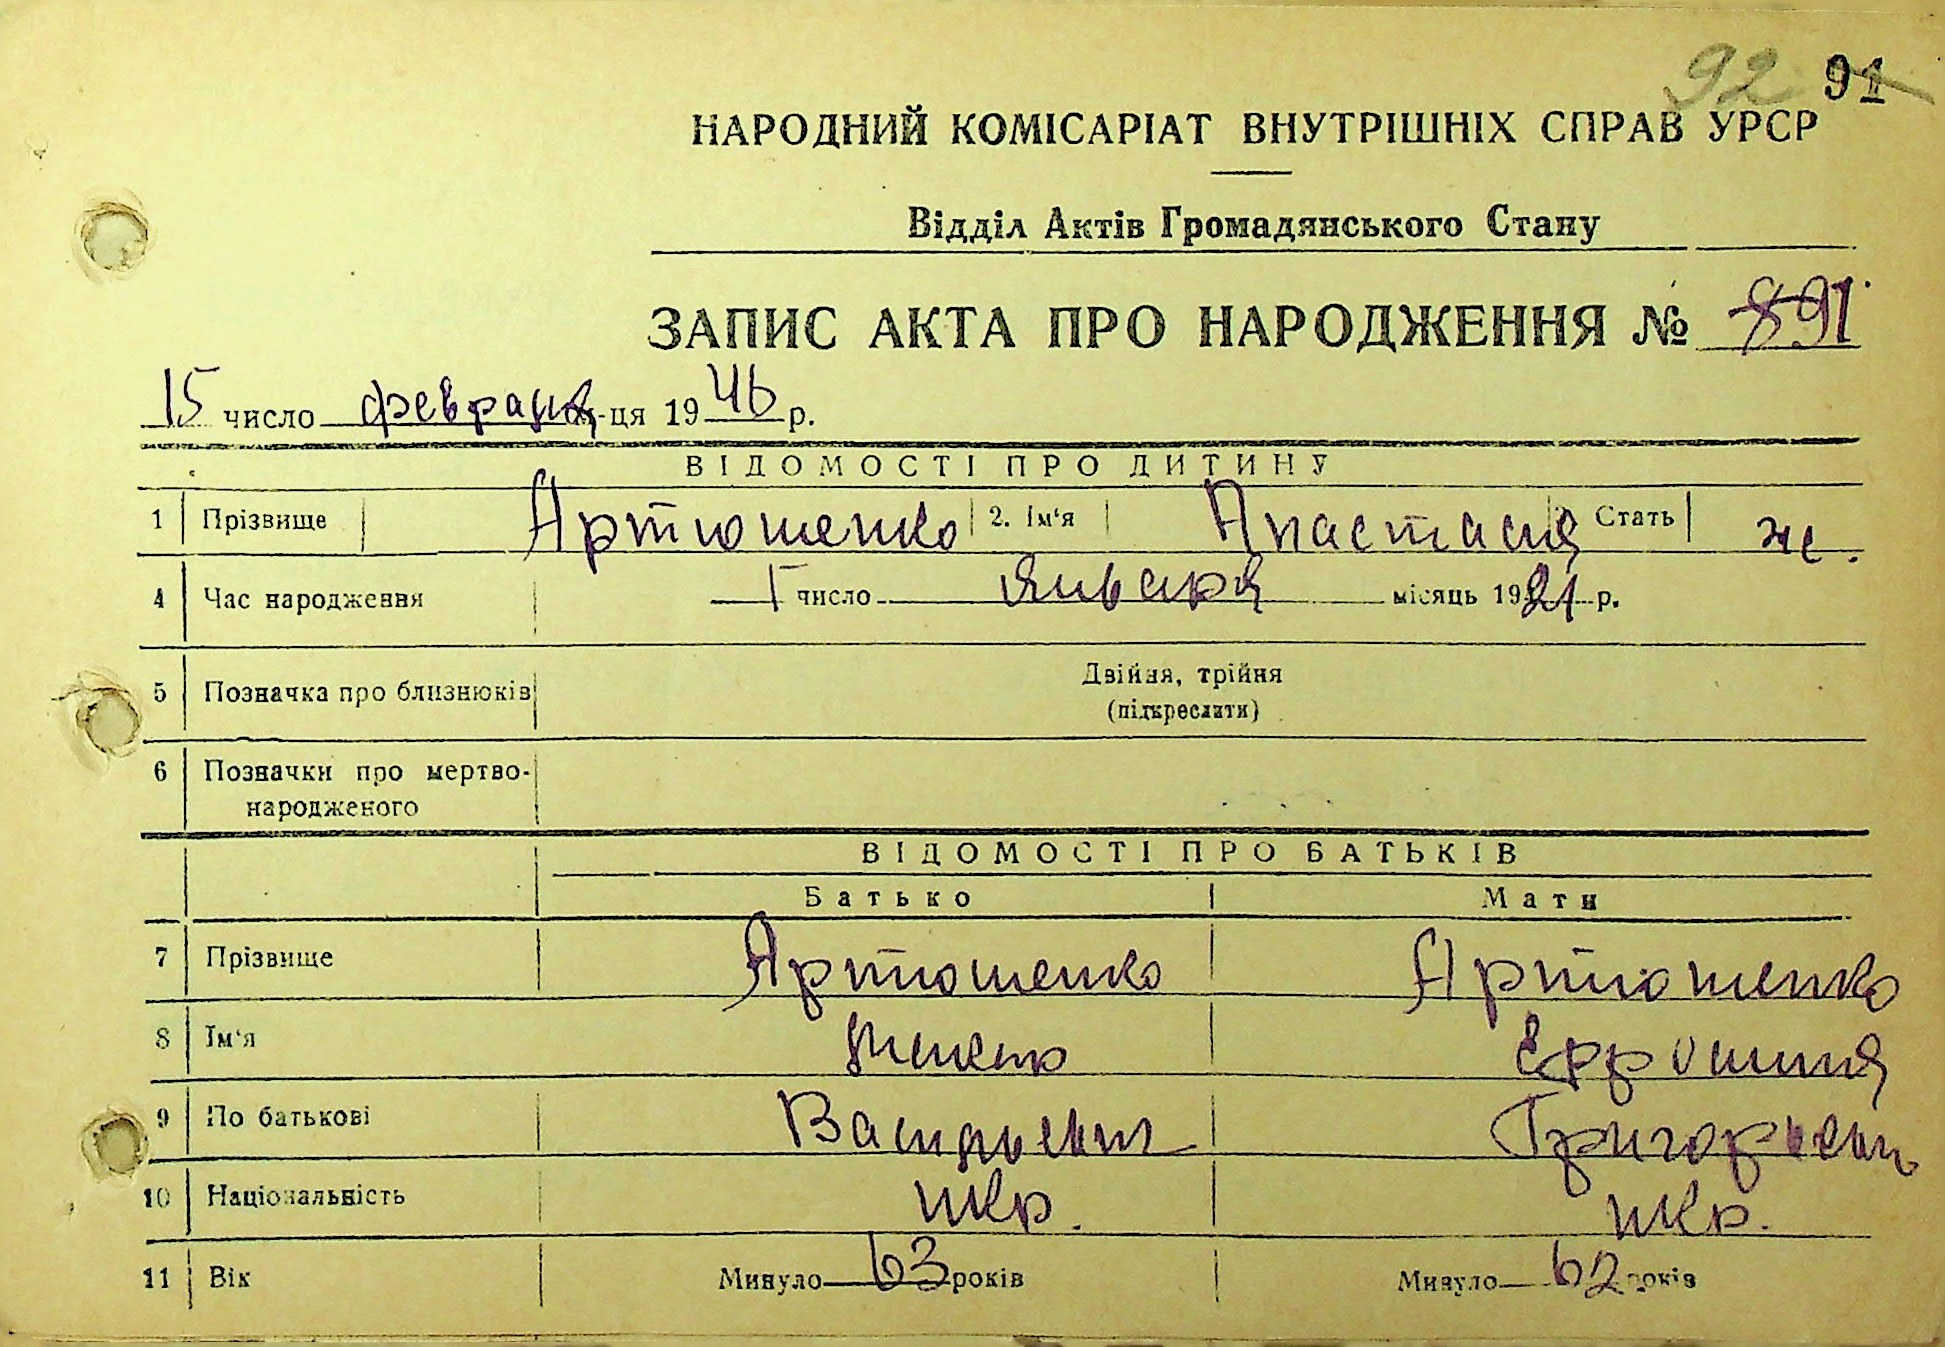 92 91
НАРОДНИЙ КОМІСАРІАТ ВНУТРІШНІХ СПРАВ УРСР
Відділ Актів Громадянського Стану
ЗАПИС АКТА ПРО НАРОДЖЕННЯ № 891
15 число февраля м-ця 1946 р.
ВІДОМОСТІ ПРО ДИТИНУ
1 Прізвище Артюшенко 2. Ім'я Анастасия 3 Стать ж.
4 Час народження 1 число января місяць 1921 р.
5 Позначка про близнюків Двійня, трійня
(підкреслити)
6 Позначки про мертво-
народженого
ВІДОМОСТІ ПРО БАТЬКІВ
Батько Мати
7 Прізвище Артюшенко Артюшенко
8 Ім'я Ефросиния
9 По батькові Васильевич Григорьевн
10 Національність укр. укр.
11 Вік Минуло 63 років Минуло 62 років